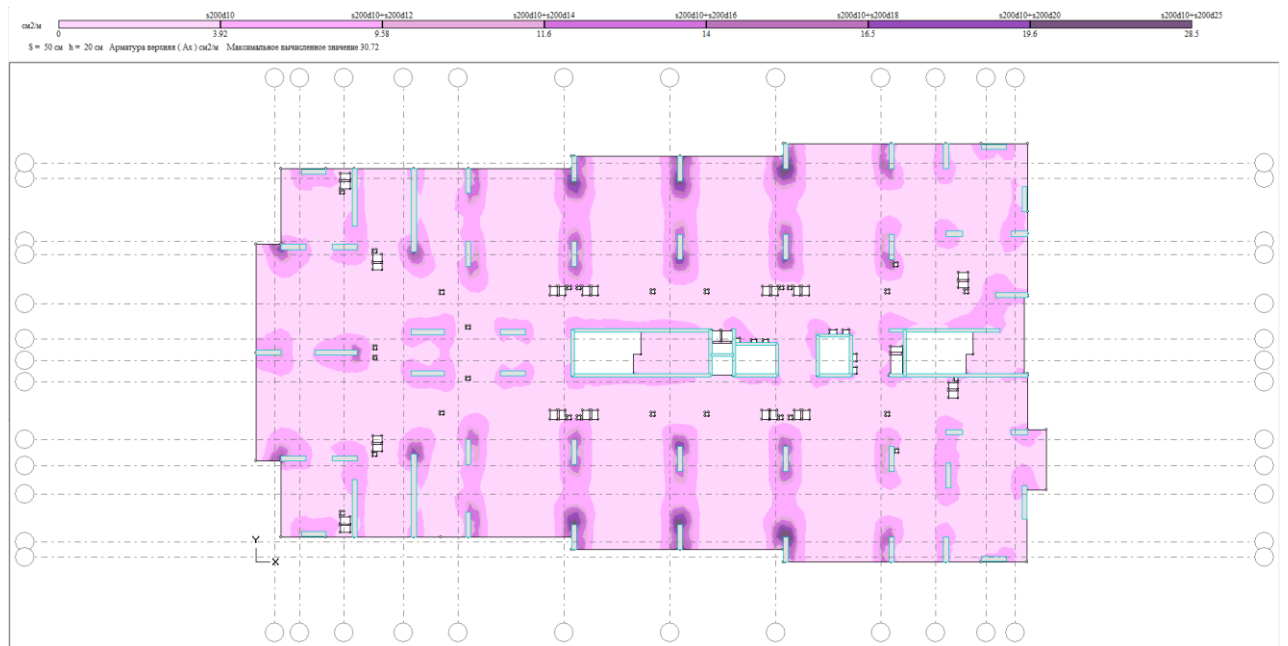 s200d10 s200d10+s200d12 s200d10+s200d14 s200d10+s200d16 s200d10+s200d18 s200d10+s200d20 s200d10+s200d25
см2/м
0 3.92 9.58 11.6 14 16.5 19.6 28.5
S = 50 см h = 20 см Арматура верхняя ( Ax ) см2/м Максимальное вычисленное значение 30.72
Y
X